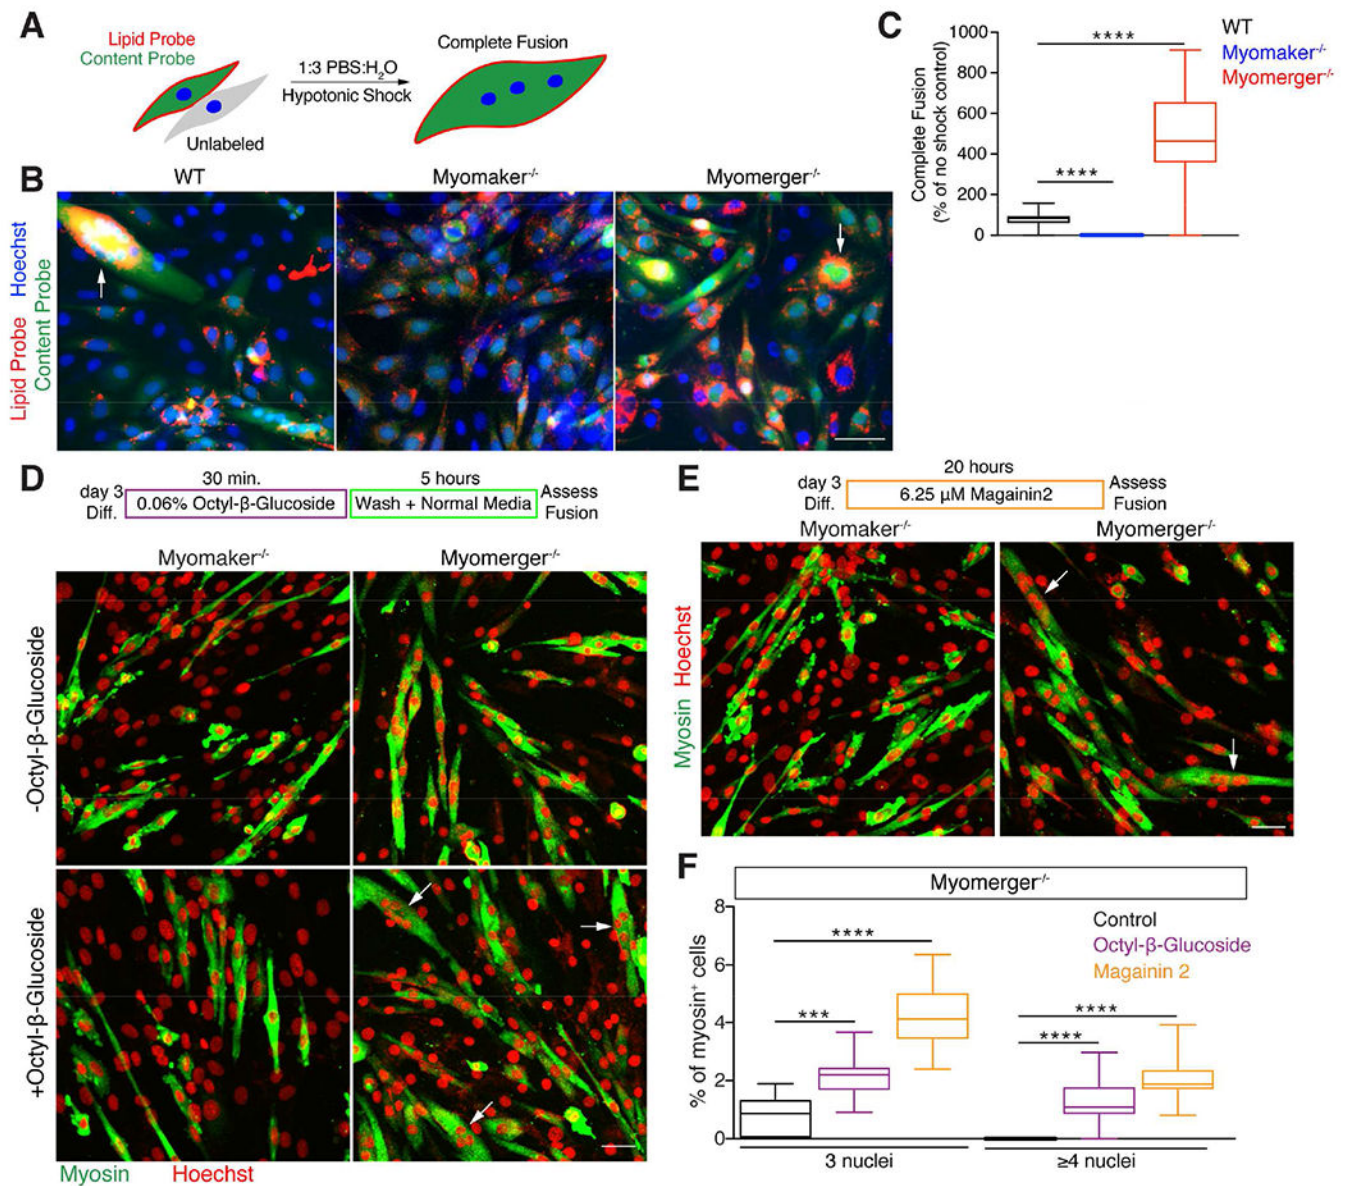 A
Lipid Probe
Content Probe
Unlabeled
1:3 PBS:H2O
Hypotonic Shock
Complete Fusion
B
WT
Myomaker-/-
Myomerger-/-
Lipid Probe Hoechst
Content Probe
C
Complete Fusion
(% of no shock control)
1000
800
600
400
200
0
****
****
WT
Myomaker-/-
Myomerger-/-
D
day 3
Diff.
30 min.
0.06% Octyl-β-Glucoside
5 hours
Wash + Normal Media
Assess
Fusion
Myomaker-/-
Myomerger-/-
-Octyl-β-Glucoside
+Octyl-β-Glucoside
Myosin Hoechst
E
day 3
Diff.
20 hours
6.25 µM Magainin2
Assess
Fusion
Myomaker-/-
Myomerger-/-
Myosin Hoechst
F
Myomerger-/-
% of myosin+ cells
8
6
4
2
0
Control
Octyl-β-Glucoside
Magainin 2
****
***
****
****
3 nuclei
≥4 nuclei